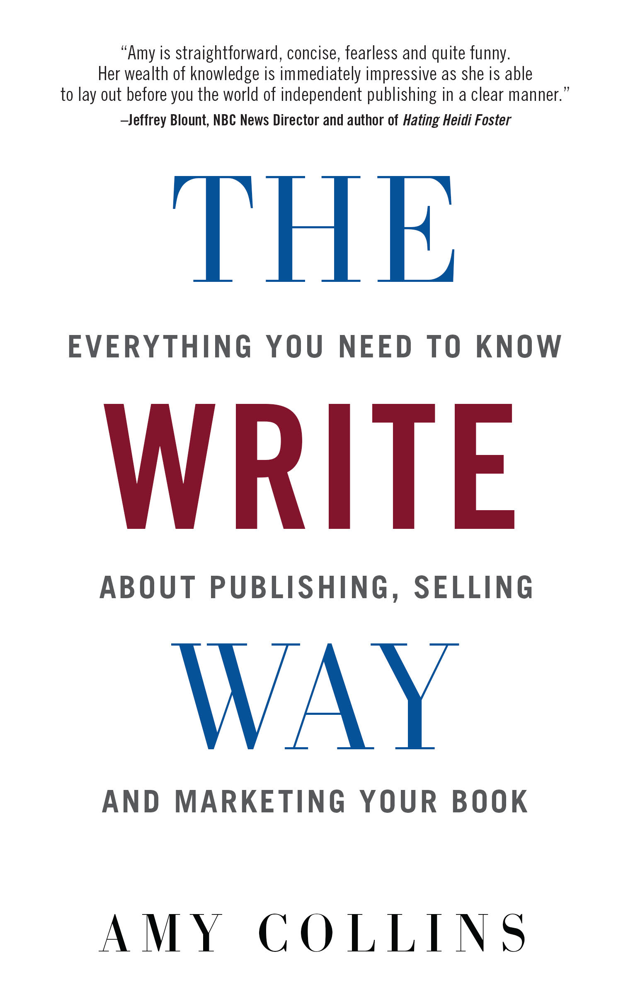 “Amy is straightforward, concise, fearless and quite funny.
Her wealth of knowledge is immediately impressive as she is able
to lay out before you the world of independent publishing in a clear manner.”
–Jeffrey Blount, NBC News Director and author of Hating Heidi Foster
THE
EVERYTHING YOU NEED TO KNOW
WRITE
ABOUT PUBLISHING, SELLING
WAY
AND MARKETING YOUR BOOK
AMY COLLINS